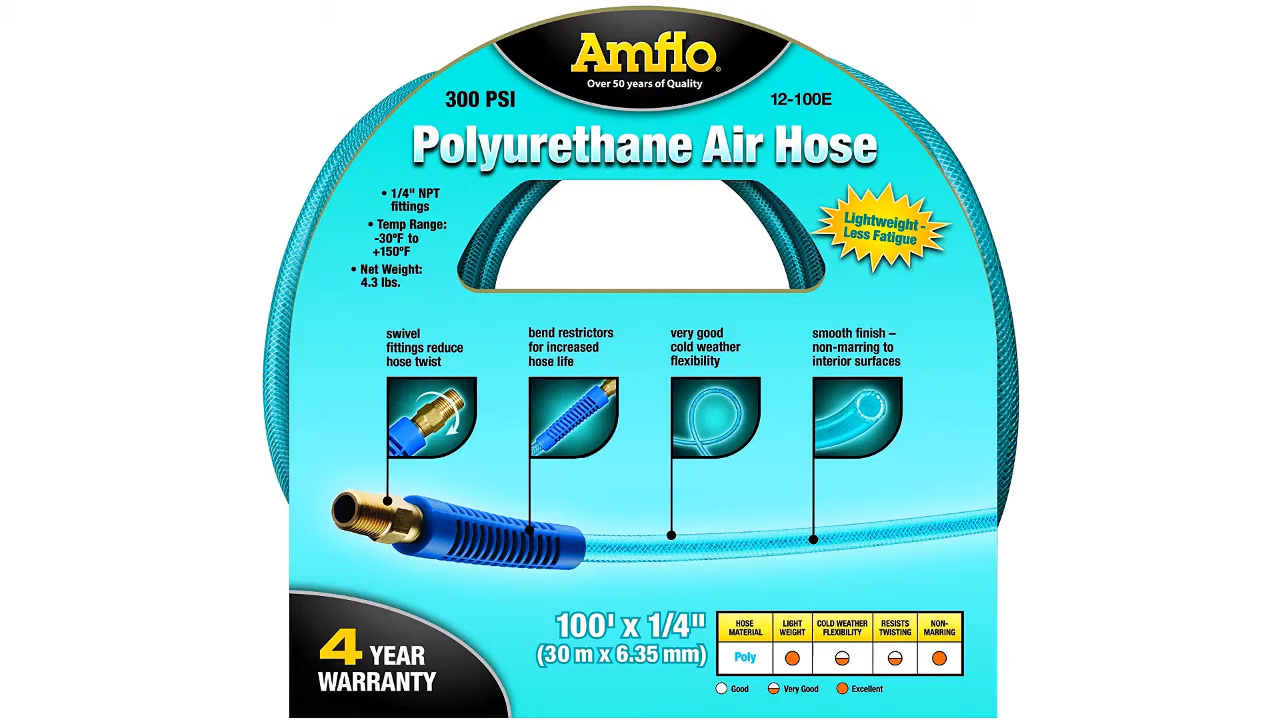 Amflo®
Over 50 years of Quality
300 PSI
12-100E
Polyurethane Air Hose
• 1/4" NPT
fittings
• Temp Range:
-30°F to
+150°F
• Net Weight:
4.3 lbs.
Lightweight -
Less Fatigue
swivel
fittings reduce
hose twist
bend restrictors
for increased
hose life
very good
cold weather
flexibility
smooth finish –
non-marring to
interior surfaces
4 YEAR
WARRANTY
100' x 1/4"
(30 m x 6.35 mm)
HOSE
MATERIAL
LIGHT
WEIGHT
COLD WEATHER
FLEXIBILITY
RESISTS
TWISTING
NON-
MARRING
Poly
Good
Very Good
Excellent